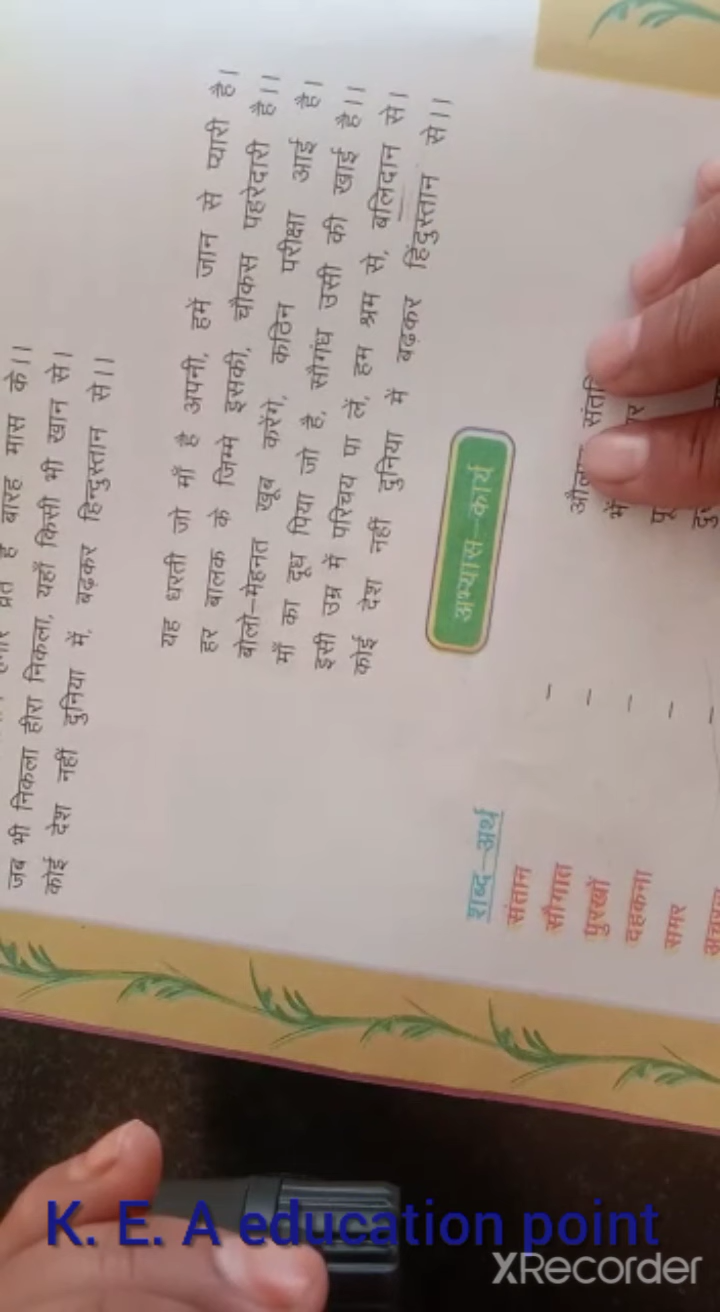 व्रत है बारह मास के।।
जब भी निकला हीरा निकला, यहाँ किसी भी खान से।
कोई देश नहीं दुनिया में, बढ़कर हिन्दुस्तान से।।
यह धरती जो माँ है अपनी, हमें जान से प्यारी है।
हर बालक के जिम्मे इसकी, चौकस पहरेदारी है।।
बोलो-मेहनत खूब करेंगे, कठिन परीक्षा आई है।
माँ का दूध पिया जो है, सौगंध उसी की खाई है।।
इसी उम्र में परिचय पा लें, हम श्रम से, बलिदान से।
कोई देश नहीं दुनिया में बढ़कर हिंदुस्तान से।।
अभ्यास-कार्य
शब्द-अर्थ
संतान –
सौगात –
पुरखों –
दहकना –
समर –
K. E. A education point
XRecorder